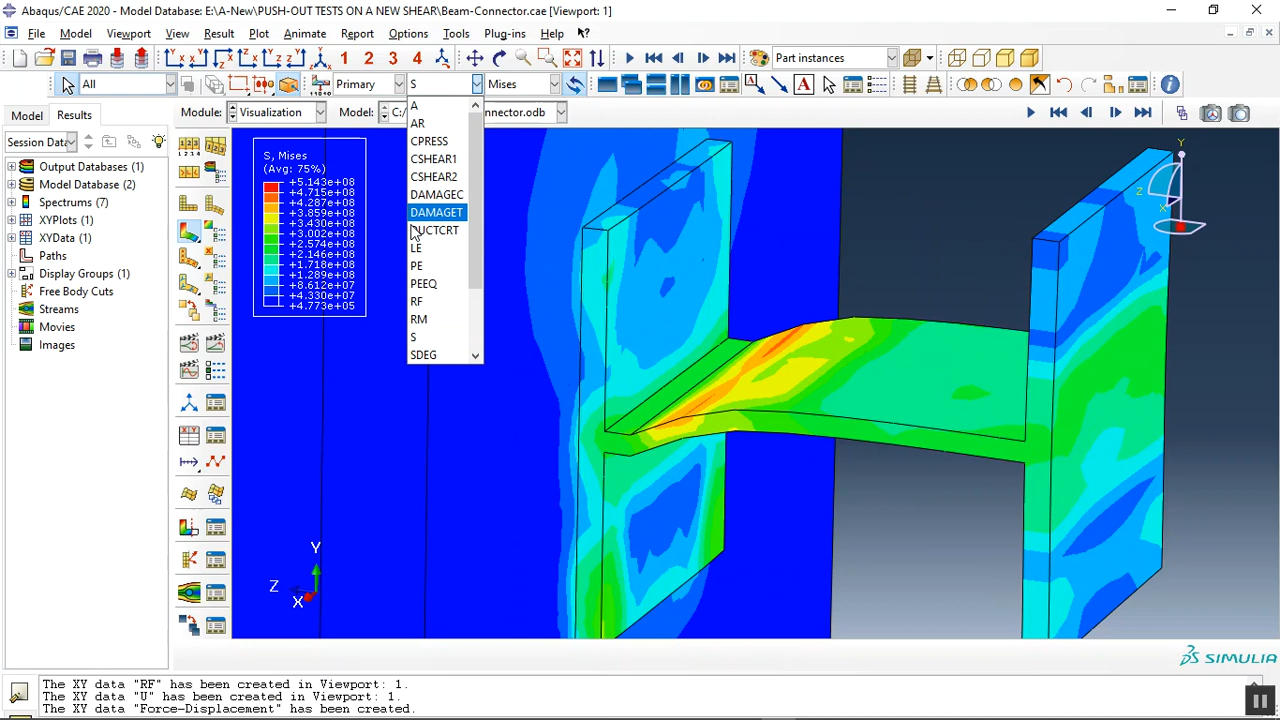 Abaqus/CAE 2020 - Model Database: E:\A-New\PUSH-OUT TESTS ON A NEW SHEAR\Beam-Connector.cae [Viewport: 1]
File Model Viewport View Result Plot Animate Report Options Tools Plug-ins
1 2 3 4 Part instances
All Primary S Mises
Model Results Module: Visualization Model: C:/ nnector.odb
Session Data
Output Databases (1)
Model Database (2)
Spectrums (7)
XYPlots (1)
XYData (1)
Paths
Display Groups (1)
Free Body Cuts
Streams
Movies
Images
S, Mises
(Avg: 75%)
+5.143e+08
+4.715e+08
+4.287e+08
+3.859e+08
+3.430e+08
+3.002e+08
+2.574e+08
+2.146e+08
+1.718e+08
+1.289e+08
+8.612e+07
+4.330e+07
+4.773e+05
A
AR
CPRESS
CSHEAR1
CSHEAR2
DAMAGEC
DAMAGET
DUCTCRT
LE
PE
PEEQ
RF
RM
S
SDEG
Y
Z
X
Y
Z
X
SIMULIA
The XY data "RF" has been created in Viewport: 1.
The XY data "U" has been created in Viewport: 1.
The XY data "Force-Displacement" has been created.